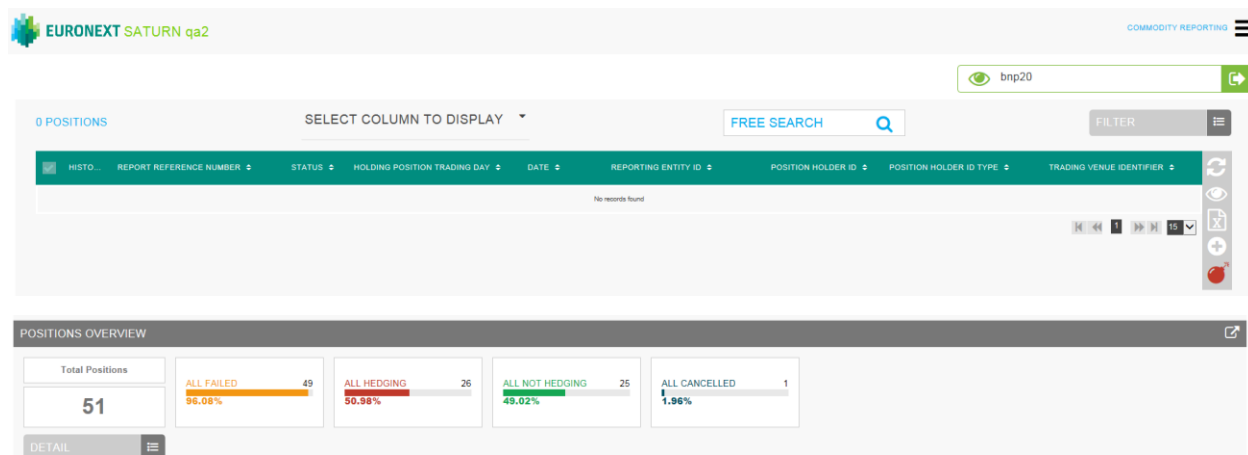 EURONEXT SATURN qa2
COMMODITY REPORTING
bnp20
0 POSITIONS
SELECT COLUMN TO DISPLAY
FREE SEARCH
FILTER
HISTO... REPORT REFERENCE NUMBER STATUS HOLDING POSITION TRADING DAY DATE REPORTING ENTITY ID POSITION HOLDER ID POSITION HOLDER ID TYPE TRADING VENUE IDENTIFIER
No records found
1 15
POSITIONS OVERVIEW
Total Positions
51
ALL FAILED 49
96.08%
ALL HEDGING 26
50.98%
ALL NOT HEDGING 25
49.02%
ALL CANCELLED 1
1.96%
DETAIL